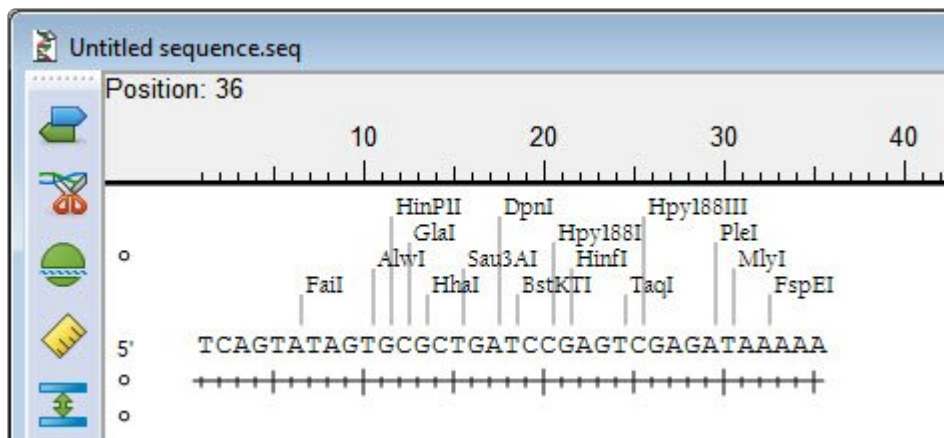 Untitled sequence.seq
Position: 36
10 20 30 40
HinP1I DpnI Hpy188III
GlaI Hpy188I PleI
AlwI Sau3AI HinfI MlyI
FaiI HhaI BstKTI TaqI FspEI
5' TCAGTATAGTGCGCTGATCCGAGTCGAGATAAAAA